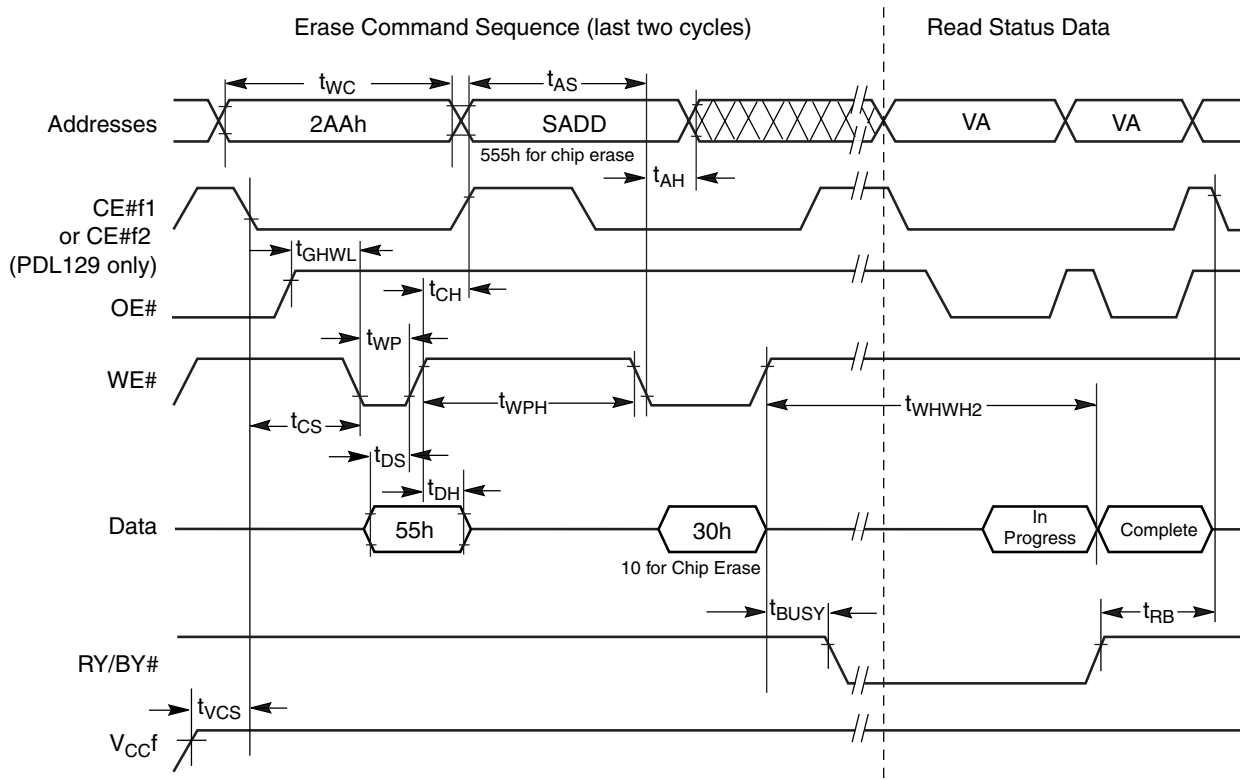 Erase Command Sequence (last two cycles)
Read Status Data
tWC
tAS
Addresses
2AAh
SADD
VA
VA
555h for chip erase
tAH
CE#f1
or CE#f2
(PDL129 only)
tGHWL
tCH
OE#
tWP
WE#
tWPH
tWHWH2
tCS
tDS
tDH
Data
55h
30h
In
Progress
Complete
10 for Chip Erase
tBUSY
tRB
RY/BY#
tVCS
VCCf